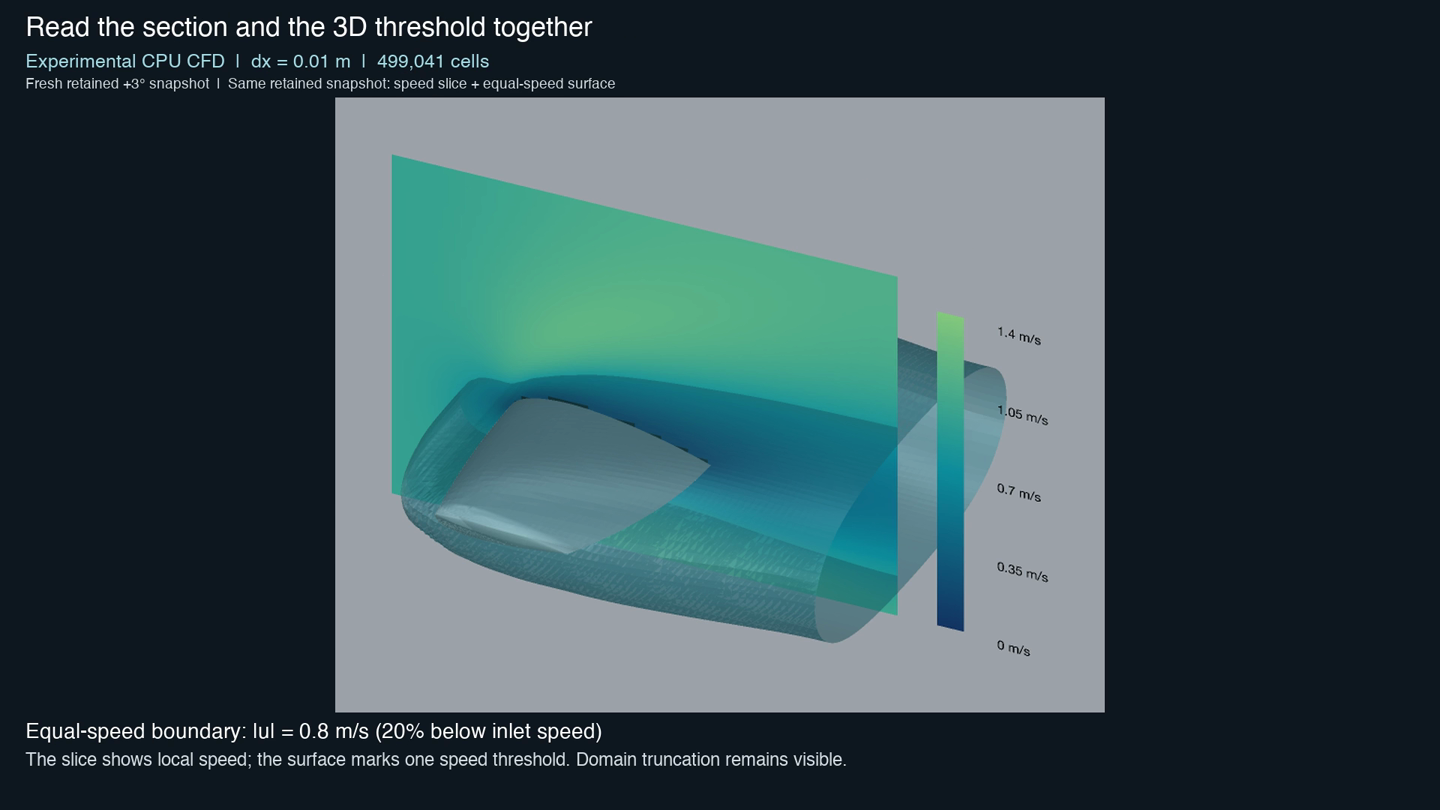 Read the section and the 3D threshold together
Experimental CPU CFD | dx = 0.01 m | 499,041 cells
Fresh retained +3° snapshot | Same retained snapshot: speed slice + equal-speed surface
1.4 m/s
1.05 m/s
0.7 m/s
0.35 m/s
0 m/s
Equal-speed boundary: |u| = 0.8 m/s (20% below inlet speed)
The slice shows local speed; the surface marks one speed threshold. Domain truncation remains visible.